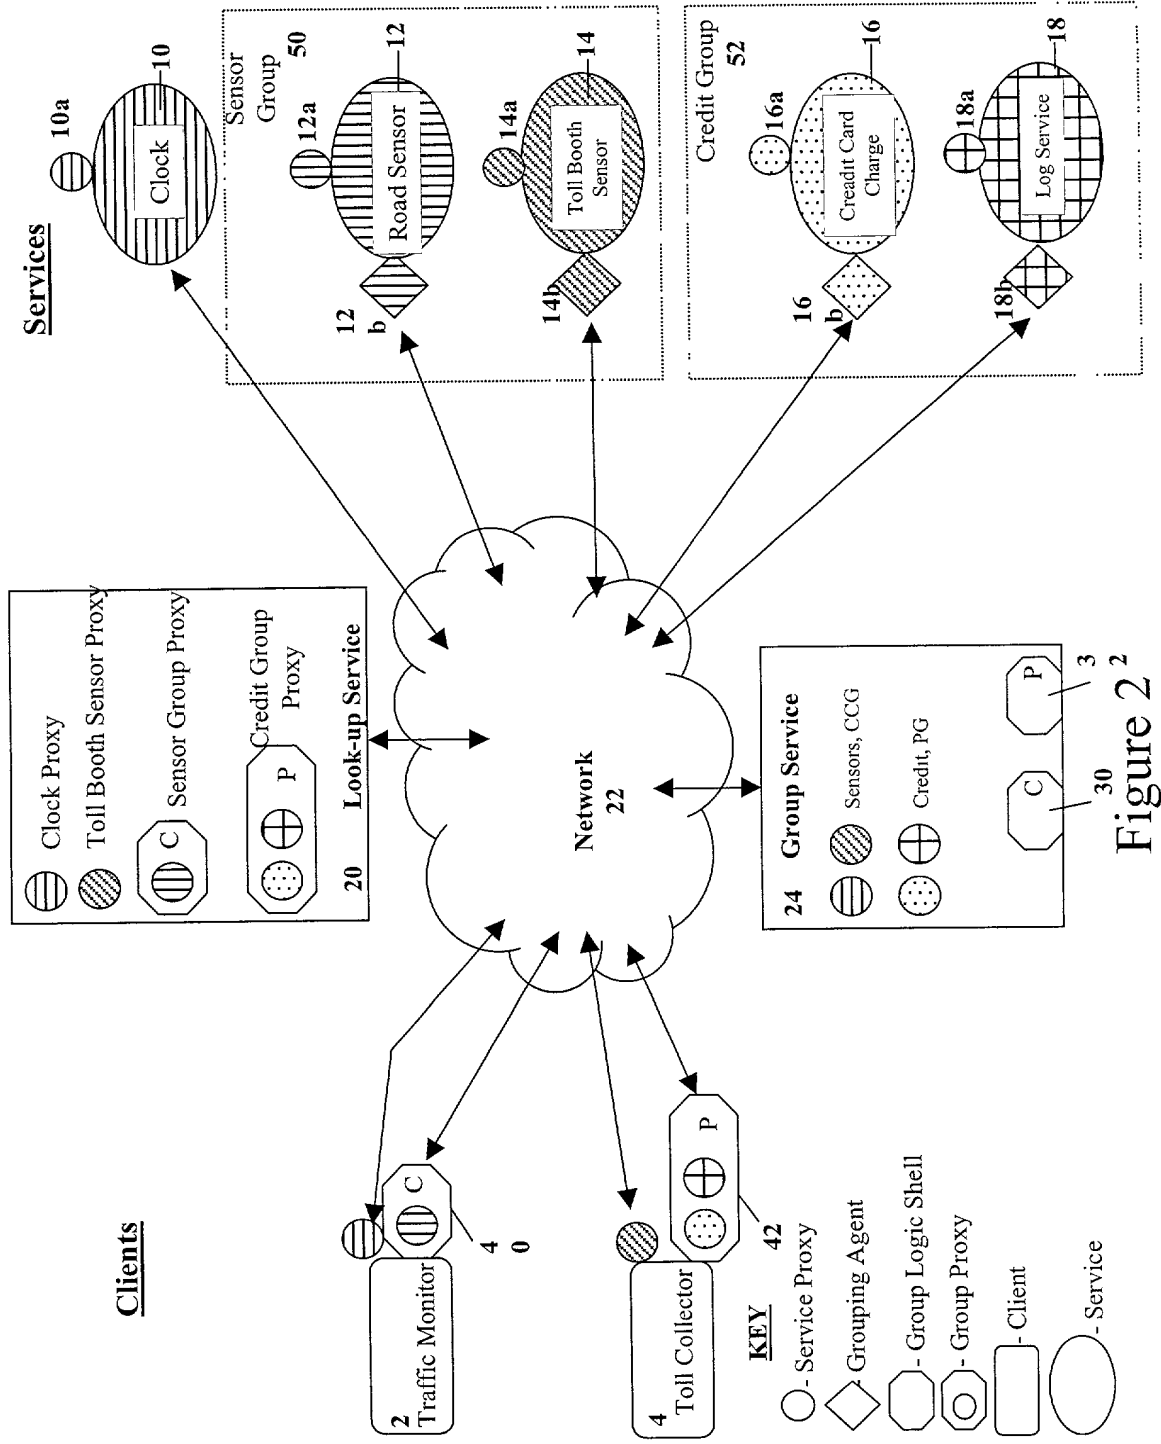 Clients
Services
2
Traffic Monitor
C
4
0
4
Toll Collector
P
42
KEY
- Service Proxy
- Grouping Agent
- Group Logic Shell
- Group Proxy
- Client
- Service
Clock Proxy
Toll Booth Sensor Proxy
C
Sensor Group Proxy
P
Credit Group
Proxy
20
Look-up Service
Network
22
24
Group Service
Sensors, CCG
Credit, PG
C
P
30
3
2
10a
Clock
10
Sensor
Group
50
12a
Road Sensor
12
12
b
14a
Toll Booth
Sensor
14
14b
Credit Group
52
16a
Creadit Card
Charge
16
16
b
18a
Log Service
18
18b
Figure 2